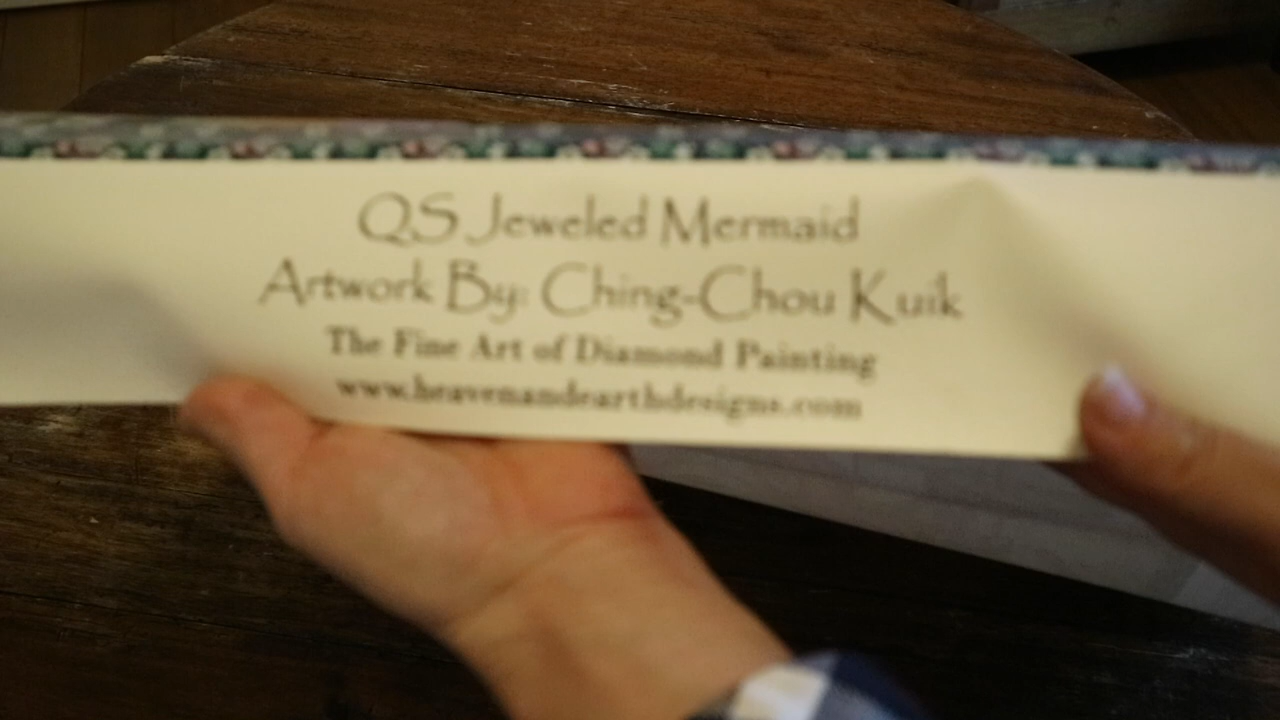 QS Jeweled Mermaid
Artwork By: Ching-Chou Kuik
The Fine Art of Diamond Painting
www.heavenandearthdesigns.com